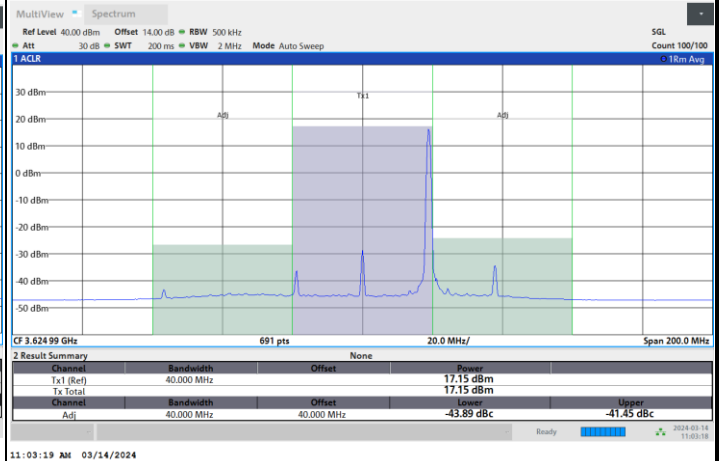 MultiView Spectrum
Ref Level 40.00 dBm Offset 14.00 dB RBW 500 kHz SGL
Att 30 dB SWT 200 ms VBW 2 MHz Mode Auto Sweep Count 100/100
1 ACLR 1Rm Avg
30 dBm
Tx1
20 dBm Adj Adj
10 dBm
0 dBm
-10 dBm
-20 dBm
-30 dBm
-40 dBm
-50 dBm
CF 3.624 99 GHz 691 pts 20.0 MHz/ Span 200.0 MHz
2 Result Summary None
Channel Bandwidth Offset Power
Tx1 (Ref) 40.000 MHz 17.15 dBm
Tx Total 17.15 dBm
Channel Bandwidth Offset Lower Upper
Adj 40.000 MHz 40.000 MHz -43.89 dBc -41.45 dBc
Ready 2024-03-14
11:03:18
11:03:19 AM 03/14/2024